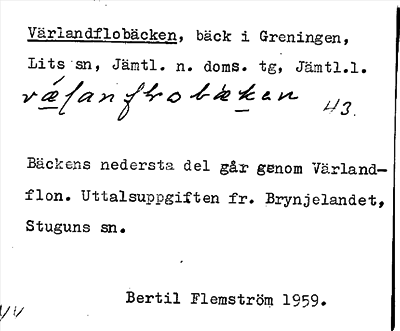 Värlandflobäcken, bäck i Greningen,
Lits sn, Jämtl. n. doms. tg, Jämtl.l.
43.
Bäckens nedersta del går genom Värland-
flon. Uttalsuppgiften fr. Brynjelandet,
Stuguns sn.
Bertil Flemström 1959.